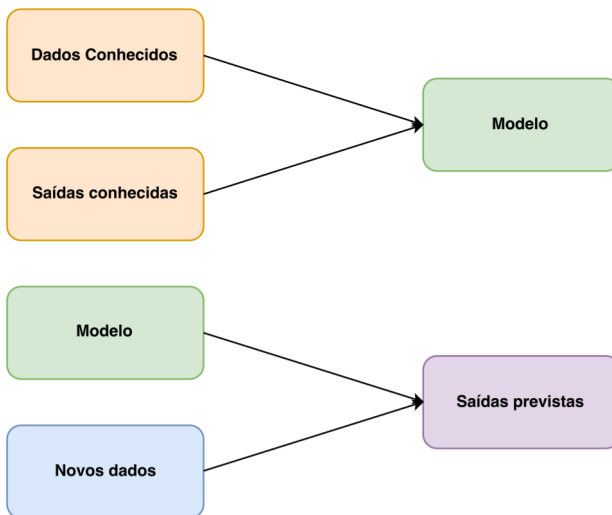 Dados Conhecidos
Modelo
Saídas conhecidas
Modelo
Saídas previstas
Novos dados